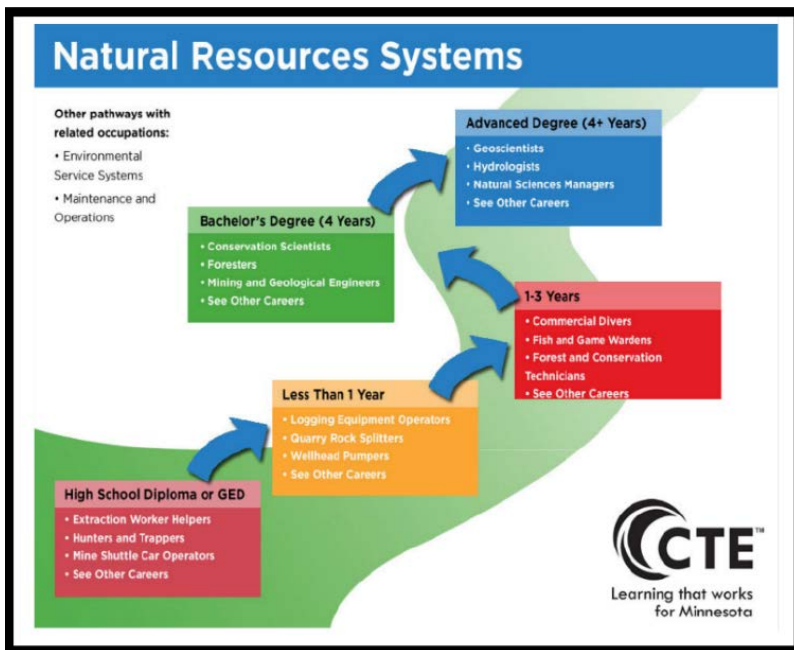 Natural Resources Systems
Other pathways with
related occupations:
• Environmental
Service Systems
• Maintenance and
Operations
Advanced Degree (4+ Years)
• Geoscientists
• Hydrologists
• Natural Sciences Managers
• See Other Careers
Bachelor's Degree (4 Years)
• Conservation Scientists
• Foresters
• Mining and Geological Engineers
• See Other Careers
1-3 Years
• Commercial Divers
• Fish and Game Wardens
• Forest and Conservation
Technicians
• See Other Careers
Less Than 1 Year
• Logging Equipment Operators
• Quarry Rock Splitters
• Wellhead Pumpers
• See Other Careers
High School Diploma or GED
• Extraction Worker Helpers
• Hunters and Trappers
• Mine Shuttle Car Operators
• See Other Careers
CTE™
Learning that works
for Minnesota